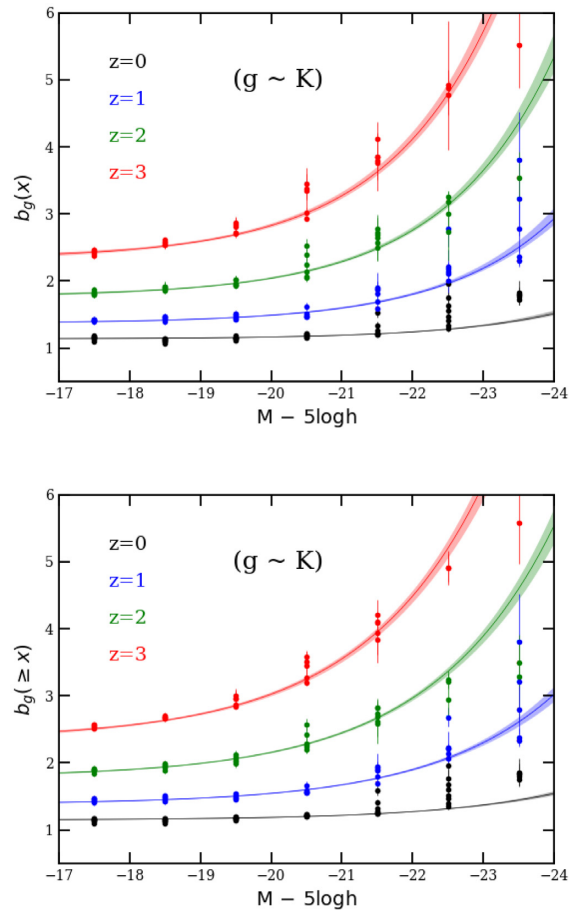 6
5
4
3
2
1
b_g(x)
z=0
z=1
z=2
z=3
(g ~ K)
−17 −18 −19 −20 −21 −22 −23 −24
M − 5logh
6
5
4
3
2
1
b_g(≥ x)
z=0
z=1
z=2
z=3
(g ~ K)
−17 −18 −19 −20 −21 −22 −23 −24
M − 5logh